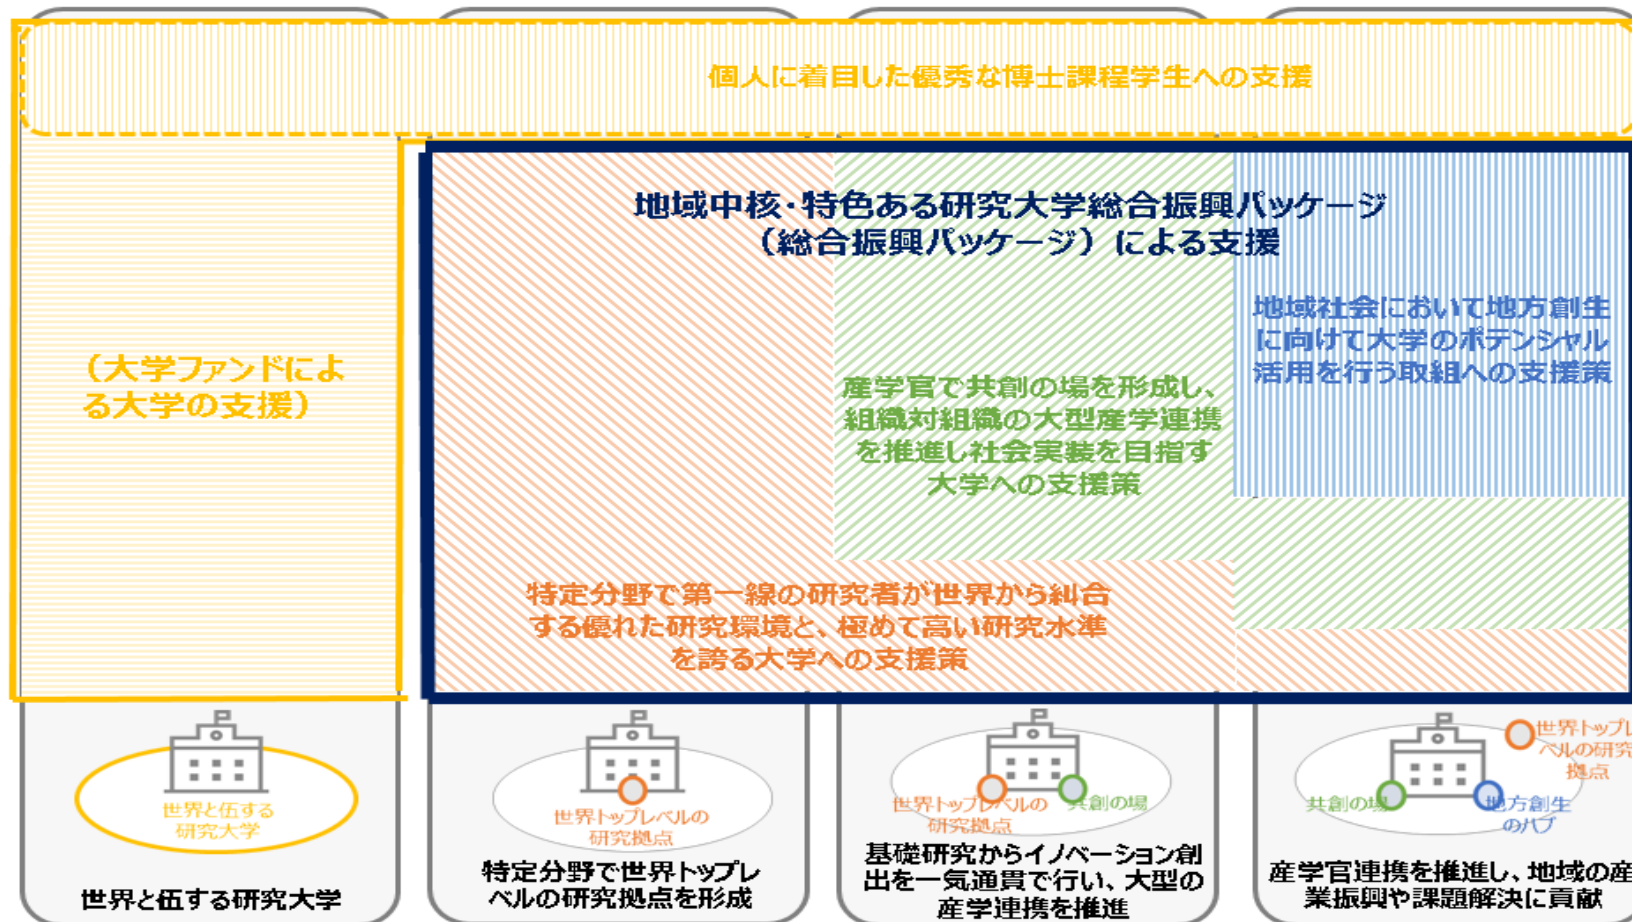 個人に着目した優秀な博士課程学生への支援
地域中核・特色ある研究大学総合振興パッケージ
（総合振興パッケージ）による支援
（大学ファンドによ
る大学の支援）
地域社会において地方創生
に向けて大学のポテンシャル
活用を行う取組への支援策
産学官で共創の場を形成し、
組織対組織の大型産学連携
を推進し社会実装を目指す
大学への支援策
特定分野で第一線の研究者が世界から糾合
する優れた研究環境と、極めて高い研究水準
を誇る大学への支援策
世界と伍する
研究大学
世界と伍する研究大学
世界トップレベルの
研究拠点
特定分野で世界トップレ
ベルの研究拠点を形成
世界トップレベルの
研究拠点
共創の場
基礎研究からイノベーション創
出を一気通貫で行い、大型の
産学連携を推進
世界トップレ
ベルの研究
拠点
共創の場
地方創生
のハブ
産学官連携を推進し、地域の産
業振興や課題解決に貢献